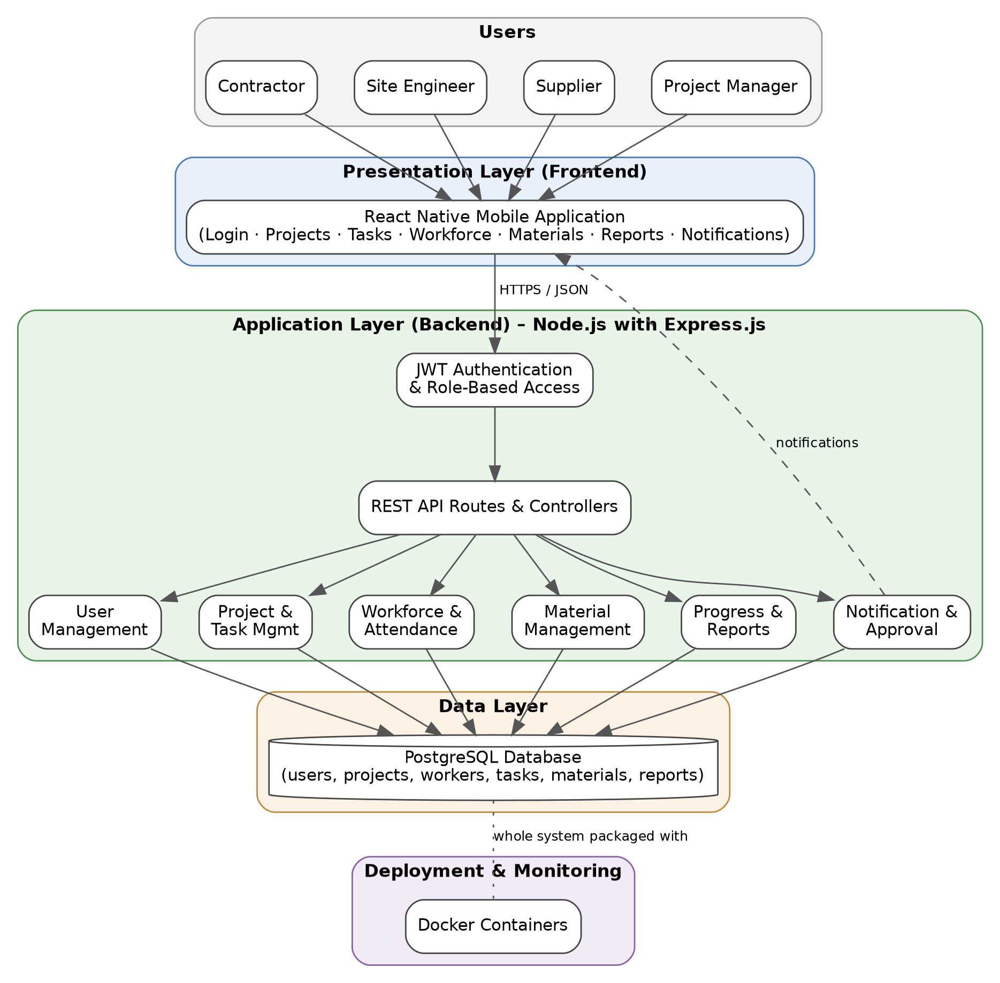 Users
Contractor
Site Engineer
Supplier
Project Manager
Presentation Layer (Frontend)
React Native Mobile Application
(Login · Projects · Tasks · Workforce · Materials · Reports · Notifications)
HTTPS / JSON
Application Layer (Backend) – Node.js with Express.js
JWT Authentication
& Role-Based Access
notifications
REST API Routes & Controllers
User
Management
Project &
Task Mgmt
Workforce &
Attendance
Material
Management
Progress &
Reports
Notification &
Approval
Data Layer
PostgreSQL Database
(users, projects, workers, tasks, materials, reports)
whole system packaged with
Deployment & Monitoring
Docker Containers